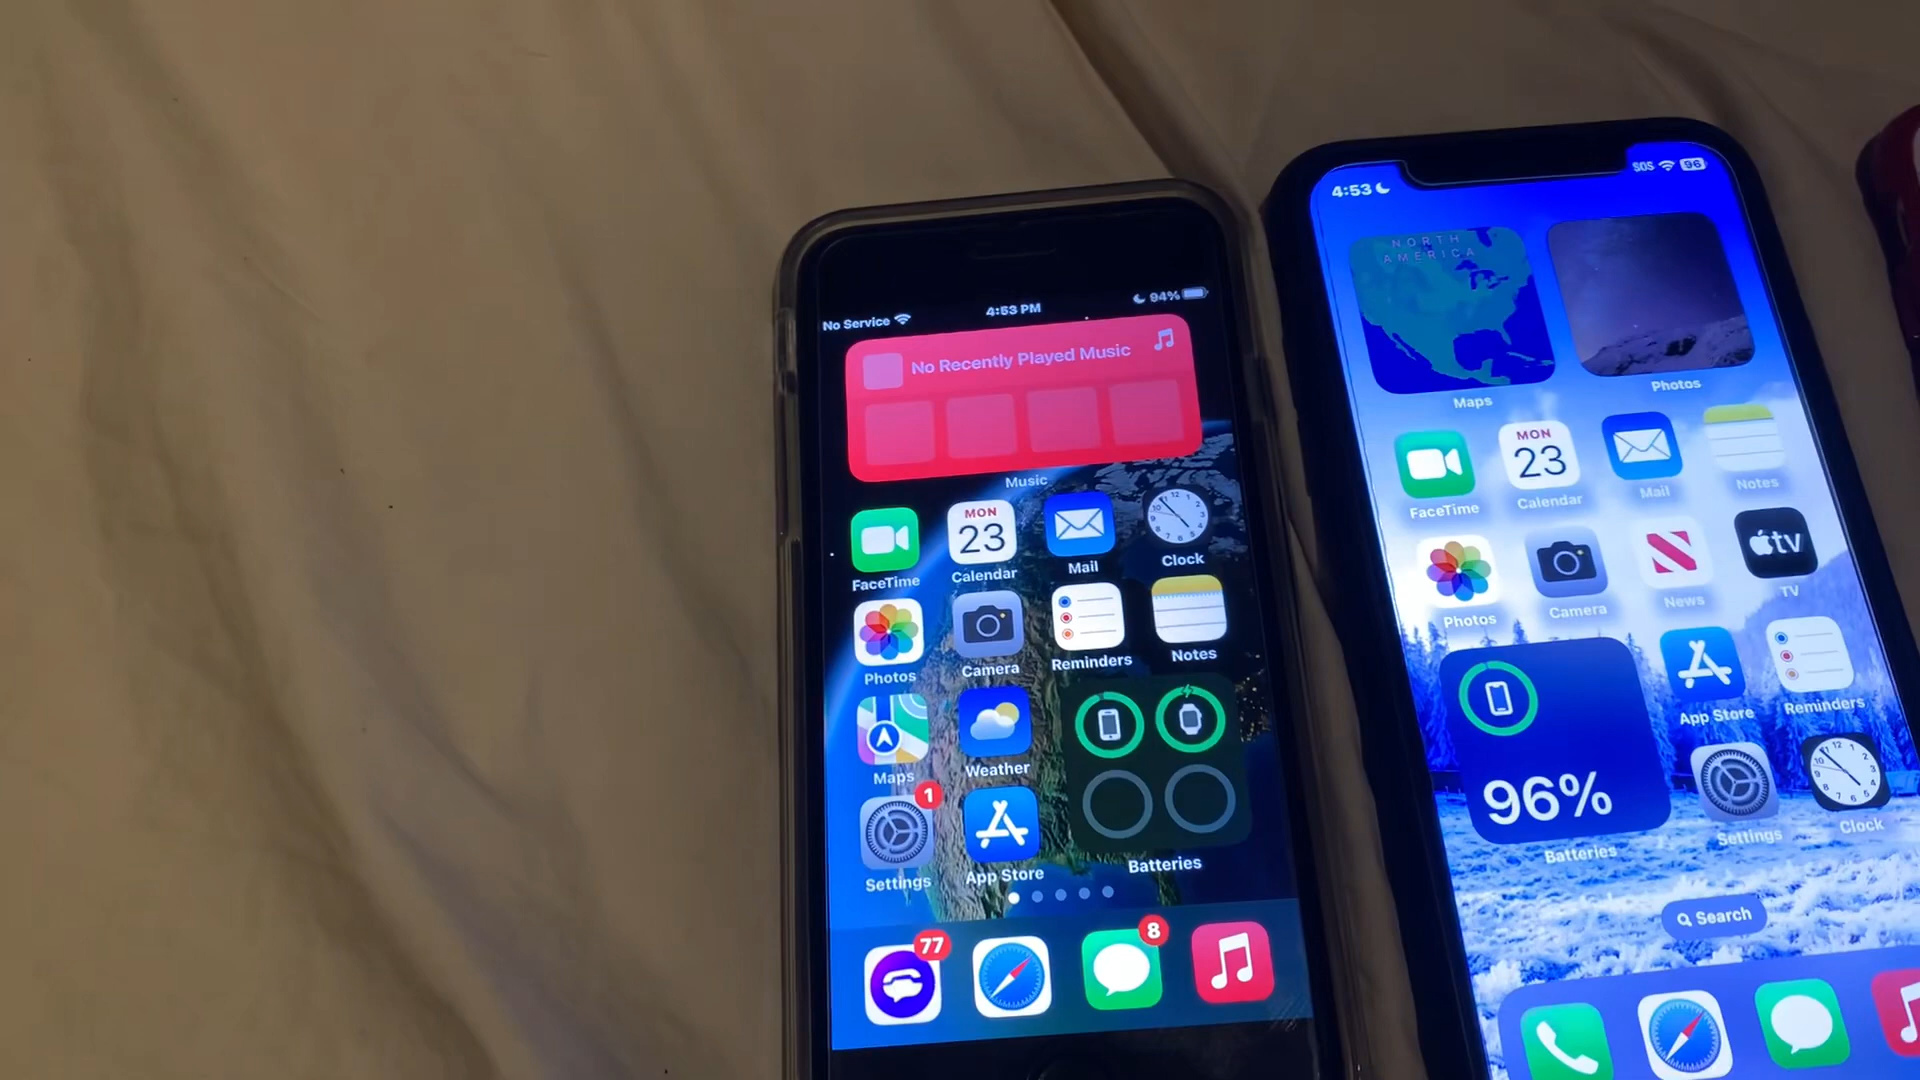 No Service
4:53 PM
94%
No Recently Played Music
Music
MON
23
FaceTime
Calendar
Mail
Clock
Photos
Camera
Reminders
Notes
Maps
Weather
1
Settings
App Store
Batteries
77
8
4:53
SOS
96
NORTH
AMERICA
Maps
Photos
MON
23
FaceTime
Calendar
Mail
Notes
Photos
Camera
News
tv
TV
96%
Batteries
App Store
Reminders
Settings
Clock
Search